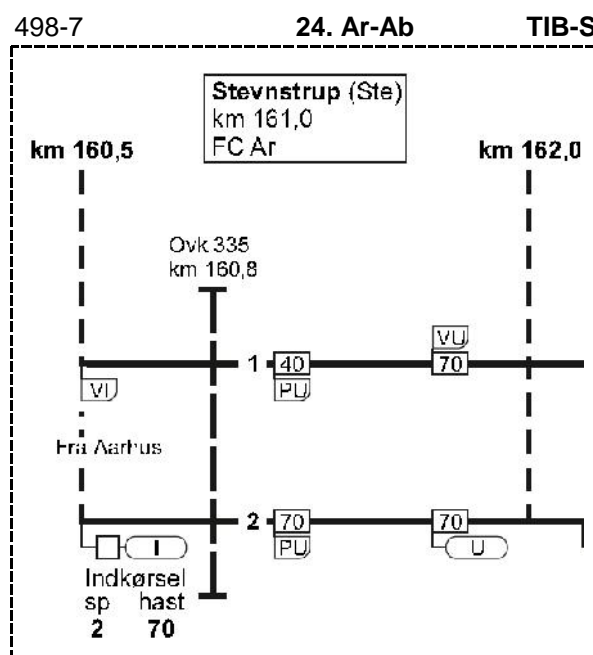 498-7 24. Ar-Ab TIB-S
Stevnstrup (Ste)
km 161,0
FC Ar
km 160,5
km 162,0
Ovk 335
km 160,8
VU
1 40 70
VI PU
Fra Aarhus
2 70 70
I PU U
Indkørsel
sp hast
2 70